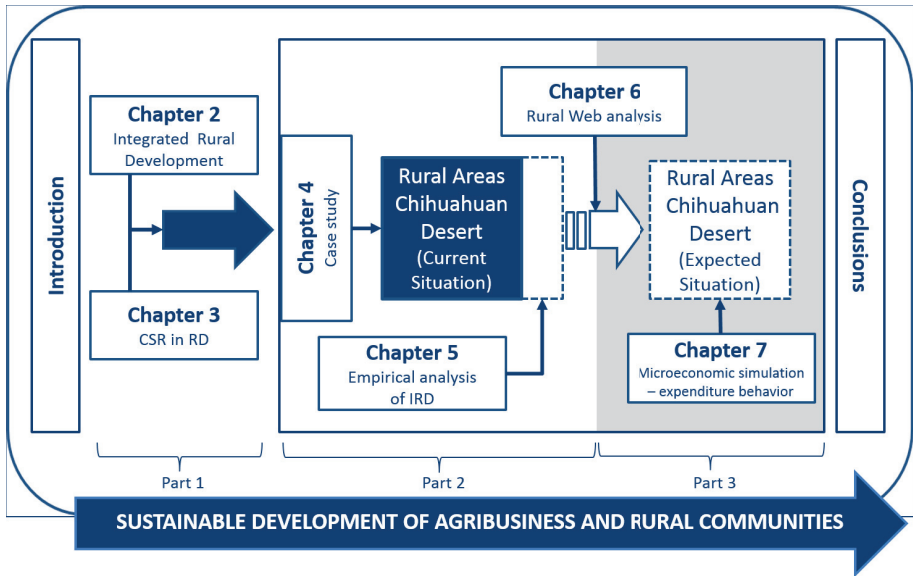 Introduction
Chapter 2
Integrated Rural
Development
Chapter 3
CSR in RD
Chapter 4
Case study
Rural Areas
Chihuahuan
Desert
(Current
Situation)
Chapter 5
Empirical analysis
of IRD
Chapter 6
Rural Web analysis
Rural Areas
Chihuahuan
Desert
(Expected
Situation)
Chapter 7
Microeconomic simulation
– expenditure behavior
Conclusions
Part 1
Part 2
Part 3
SUSTAINABLE DEVELOPMENT OF AGRIBUSINESS AND RURAL COMMUNITIES